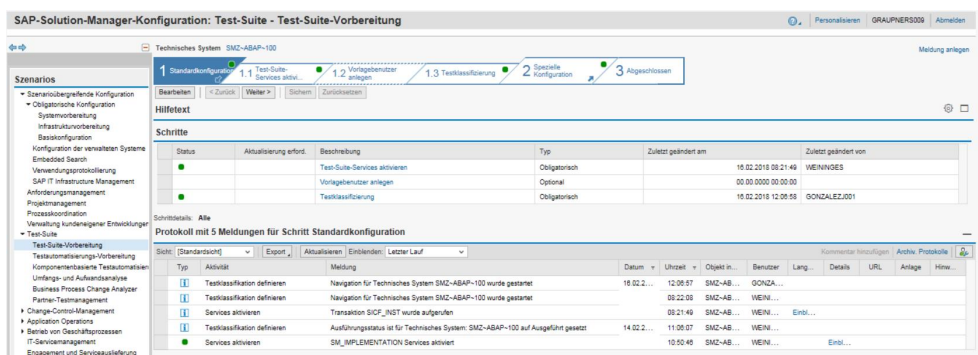 SAP-Solution-Manager-Konfiguration: Test-Suite - Test-Suite-Vorbereitung
Personalisieren GRAUPNERS009 Abmelden
Technisches System SMZ~ABAP~100
Meldung anlegen
1 Standardkonfiguration
1.1 Test-Suite-Services aktivi...
1.2 Vorlagebenutzer anlegen
1.3 Testklassifizierung
2 Spezielle Konfiguration
3 Abgeschlossen
Bearbeiten < Zurück Weiter > Sichern Zurücksetzen
Hilfetext
Szenarios
Szenarioübergreifende Konfiguration
Obligatorische Konfiguration
Systemvorbereitung
Infrastrukturvorbereitung
Basiskonfiguration
Konfiguration der verwalteten Systeme
Embedded Search
Verwendungsprotokollierung
SAP IT Infrastructure Management
Anforderungsmanagement
Projektmanagement
Prozesskoordination
Verwaltung kundeneigener Entwicklunger
Test-Suite
Test-Suite-Vorbereitung
Testautomatisierungs-Vorbereitung
Komponentenbasierte Testautomatisien
Umfangs- und Aufwandsanalyse
Business Process Change Analyzer
Partner-Testmanagement
Change-Control-Management
Application Operations
Betrieb von Geschäftsprozessen
IT-Servicemanagement
Engagement und Serviceauslieferung
Schritte
Status Aktualisierung erford. Beschreibung Typ Zuletzt geändert am Zuletzt geändert von
Test-Suite-Services aktivieren Obligatorisch 16.02.2018 08:21:49 WEININGES
Vorlagebenutzer anlegen Optional 00.00.0000 00:00:00
Testklassifizierung Obligatorisch 16.02.2018 12:06:58 GONZALEZJ001
Schrittdetails: Alle
Protokoll mit 5 Meldungen für Schritt Standardkonfiguration
Sicht: [Standardsicht] Export Aktualisieren Einblenden: Letzter Lauf Kommentar hinzufügen Archiv. Protokolle
Typ Aktivität Meldung Datum Uhrzeit Objekt in... Benutzer Lang... Details URL Anlage Hinw...
Testklassifikation definieren Navigation für Technisches System SMZ~ABAP~100 wurde gestartet 16.02.2... 12:06:57 SMZ~AB... GONZA...
Testklassifikation definieren Navigation für Technisches System SMZ~ABAP~100 wurde gestartet 08:22:08 SMZ~AB... WEINI...
Services aktivieren Transaktion SICF_INST wurde aufgerufen 08:21:49 SMZ~AB... WEINI... Einbl...
Testklassifikation definieren Ausführungsstatus ist für Technisches System: SMZ~ABAP~100 auf Ausgeführt gesetzt 14.02.2... 11:06:07 SMZ~AB... WEINI...
Services aktivieren SM_IMPLEMENTATION Services aktiviert 10:50:46 SMZ~AB... WEINI... Einbl...